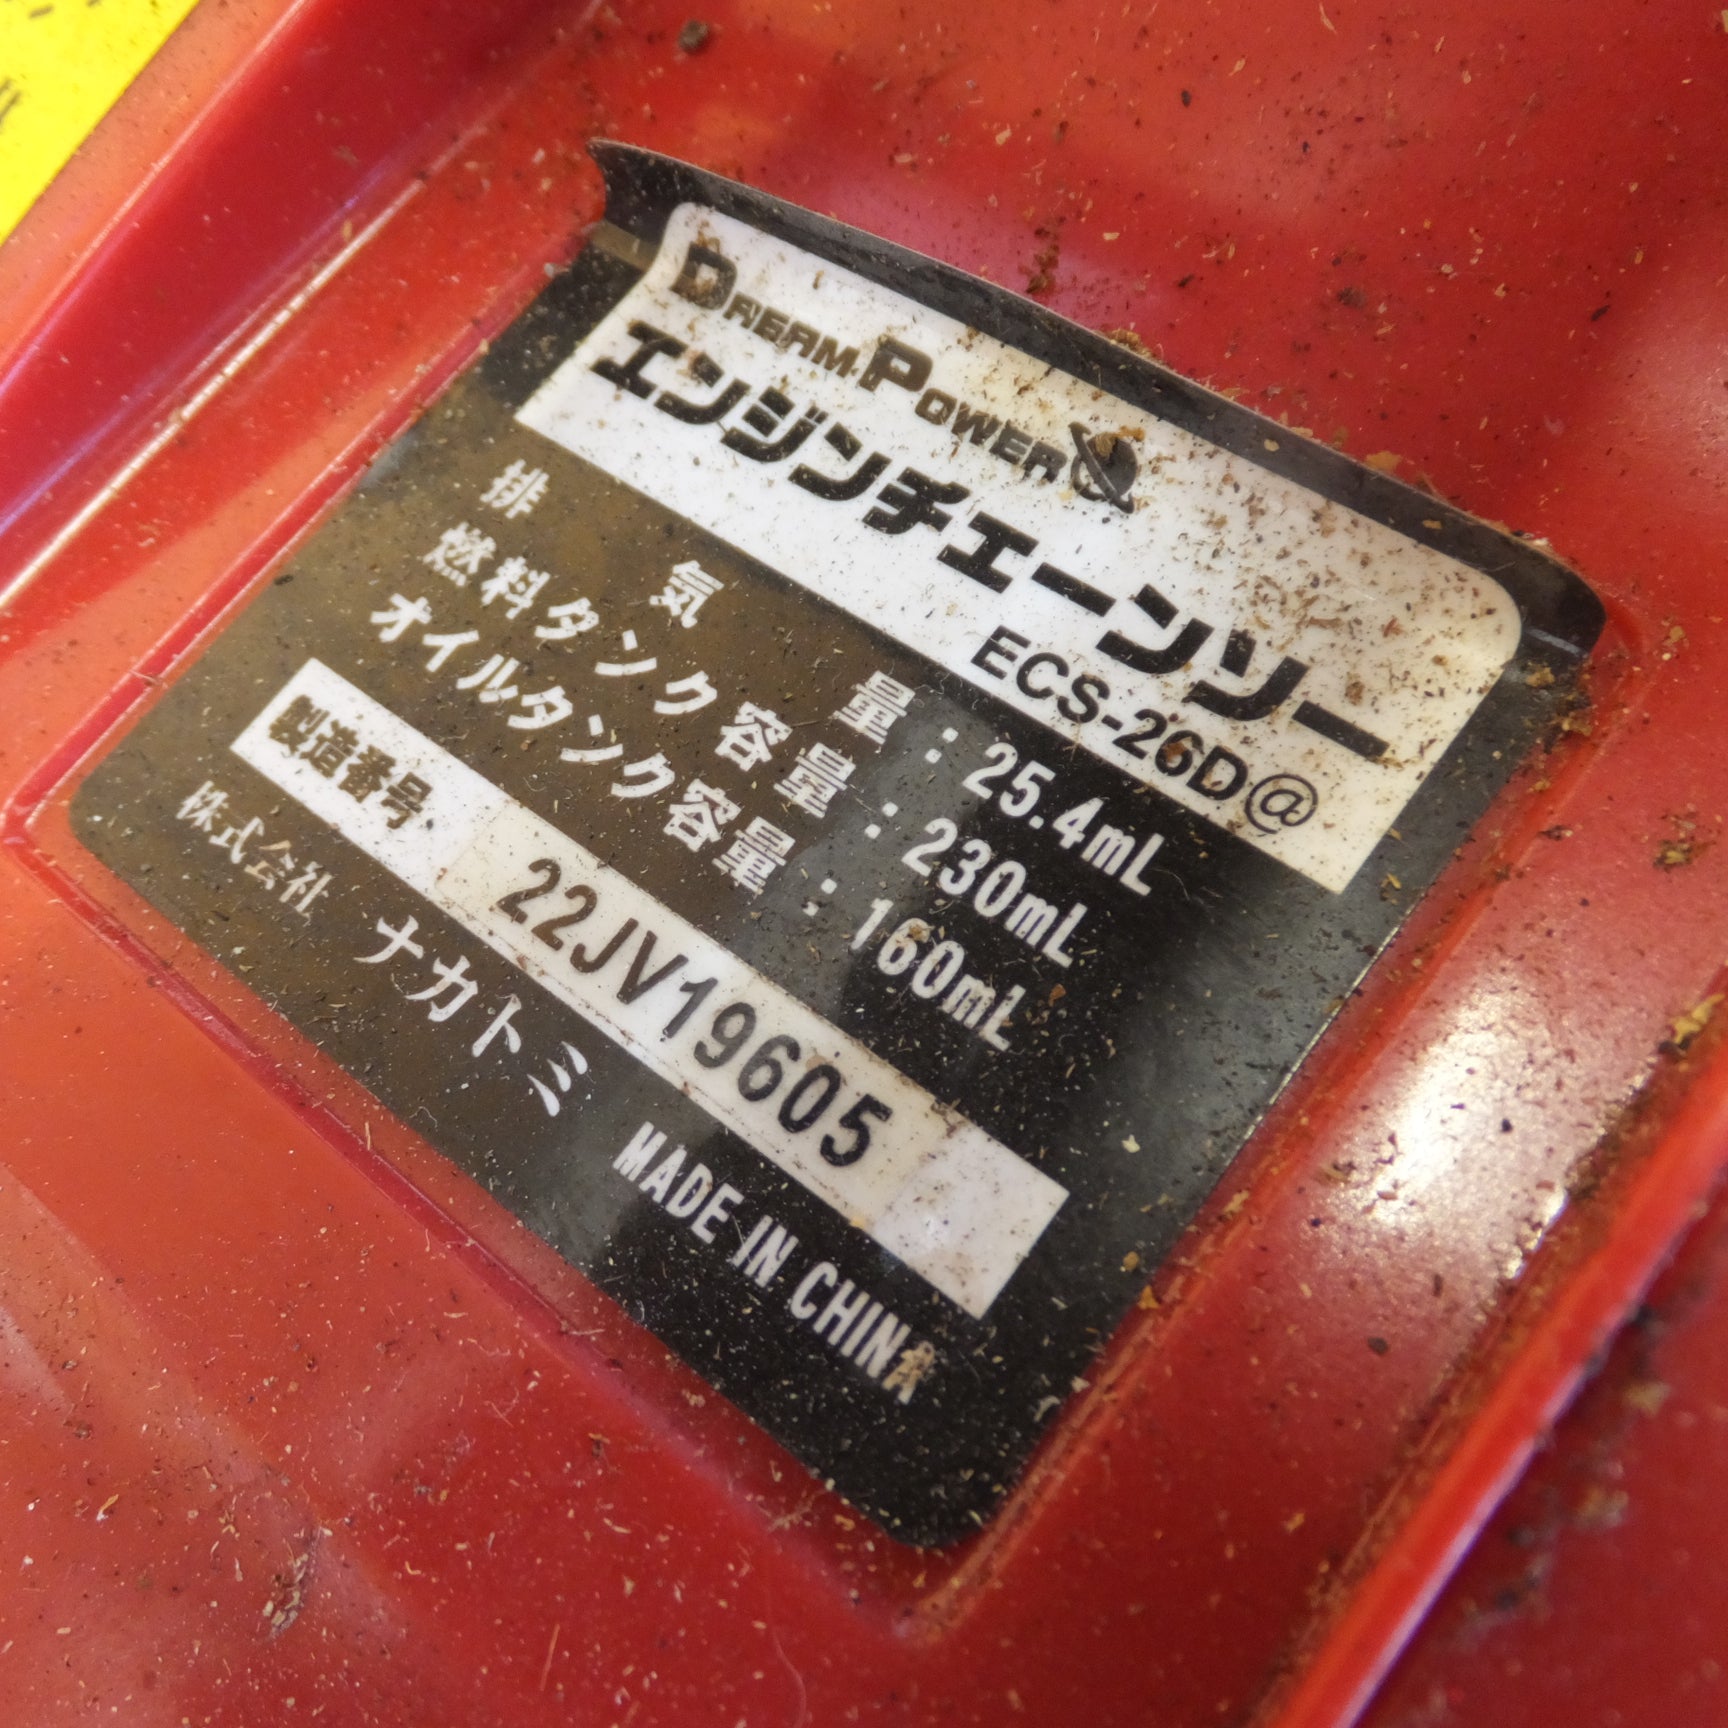 DREAM POWER
エンジンチェーンソー
ECS-26D@
排気量：25.4mL
燃料タンク容量：230mL
オイルタンク容量：160mL
製造番号 22JV19605
株式会社 ナカトミ MADE IN CHINA